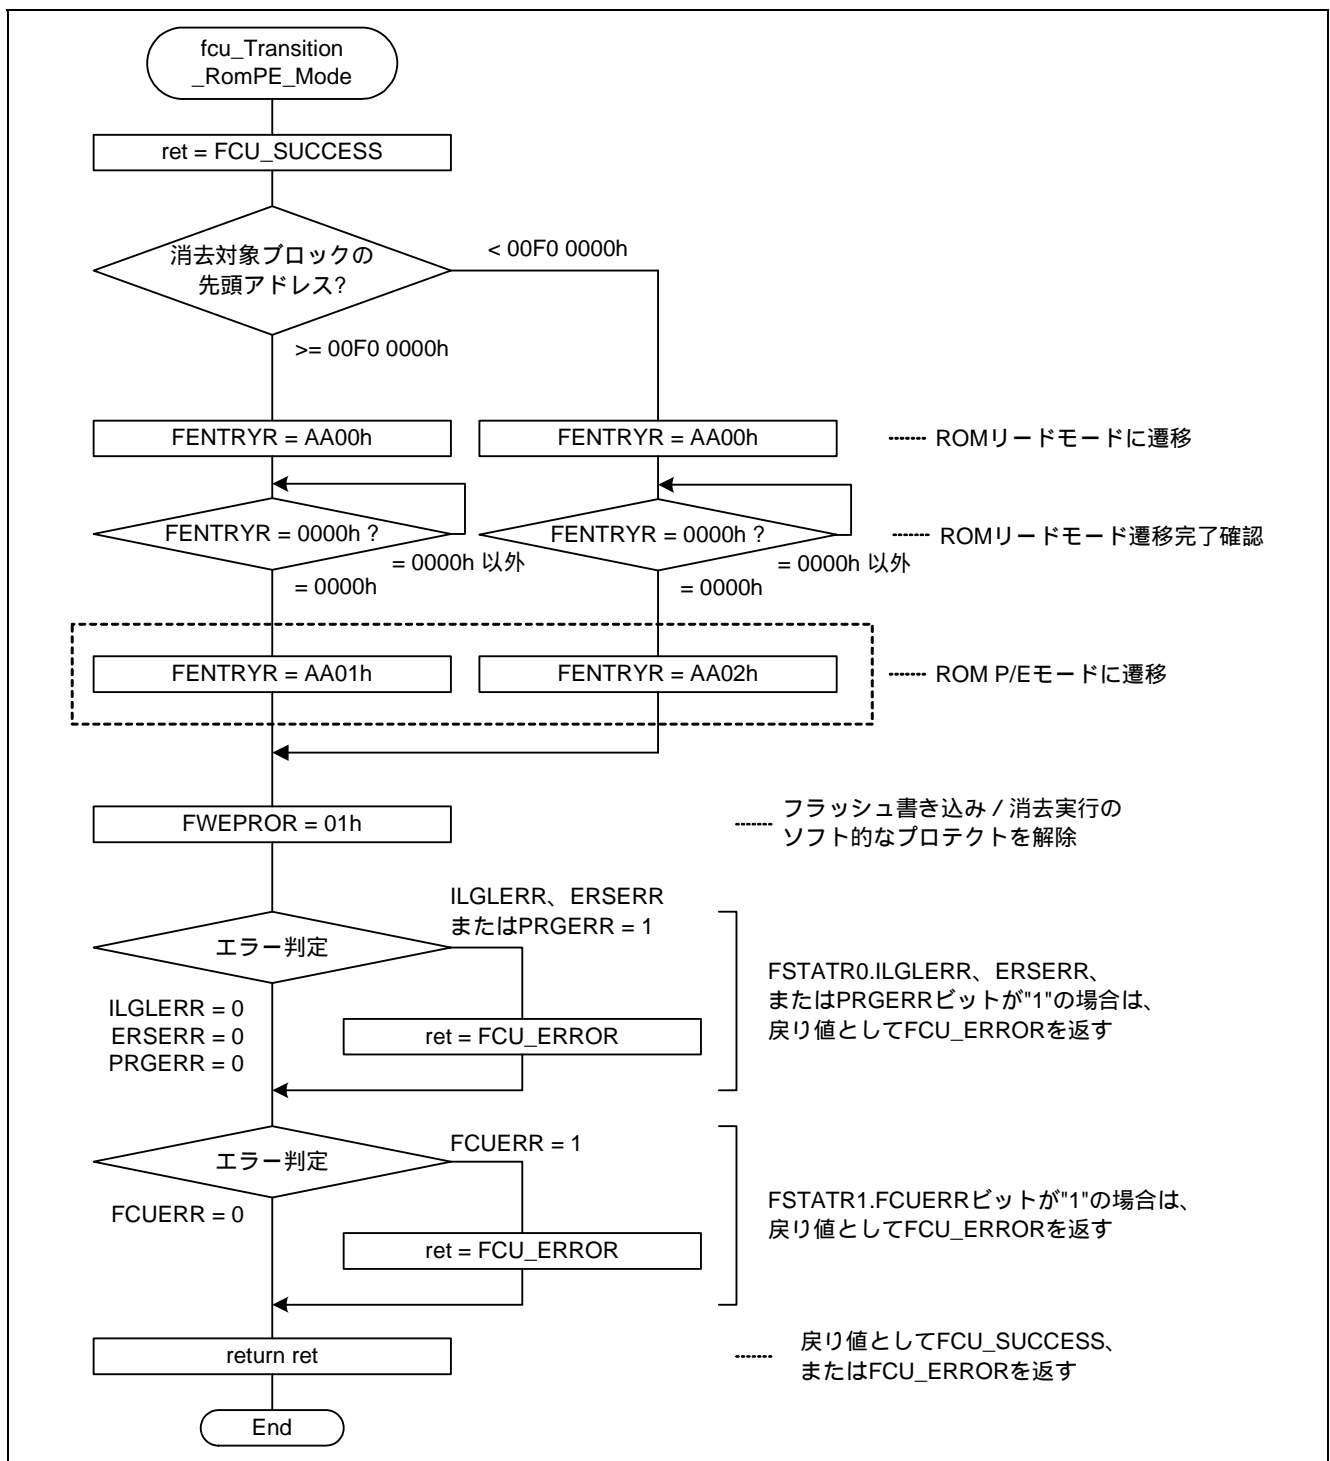 fcu_Transition
_RomPE_Mode
ret = FCU_SUCCESS
消去対象ブロックの
先頭アドレス?
< 00F0 0000h
>= 00F0 0000h
FENTRYR = AA00h
FENTRYR = AA00h
ROMリードモードに遷移
FENTRYR = 0000h ?
FENTRYR = 0000h ?
ROMリードモード遷移完了確認
= 0000h 以外
= 0000h 以外
= 0000h
= 0000h
FENTRYR = AA01h
FENTRYR = AA02h
ROM P/Eモードに遷移
FWEPROR = 01h
フラッシュ書き込み / 消去実行の
ソフト的なプロテクトを解除
エラー判定
ILGLERR、ERSERR
またはPRGERR = 1
ILGLERR = 0
ERSERR = 0
PRGERR = 0
ret = FCU_ERROR
FSTATR0.ILGLERR、ERSERR、
またはPRGERRビットが"1"の場合は、
戻り値としてFCU_ERRORを返す
エラー判定
FCUERR = 1
FCUERR = 0
ret = FCU_ERROR
FSTATR1.FCUERRビットが"1"の場合は、
戻り値としてFCU_ERRORを返す
return ret
戻り値としてFCU_SUCCESS、
またはFCU_ERRORを返す
End